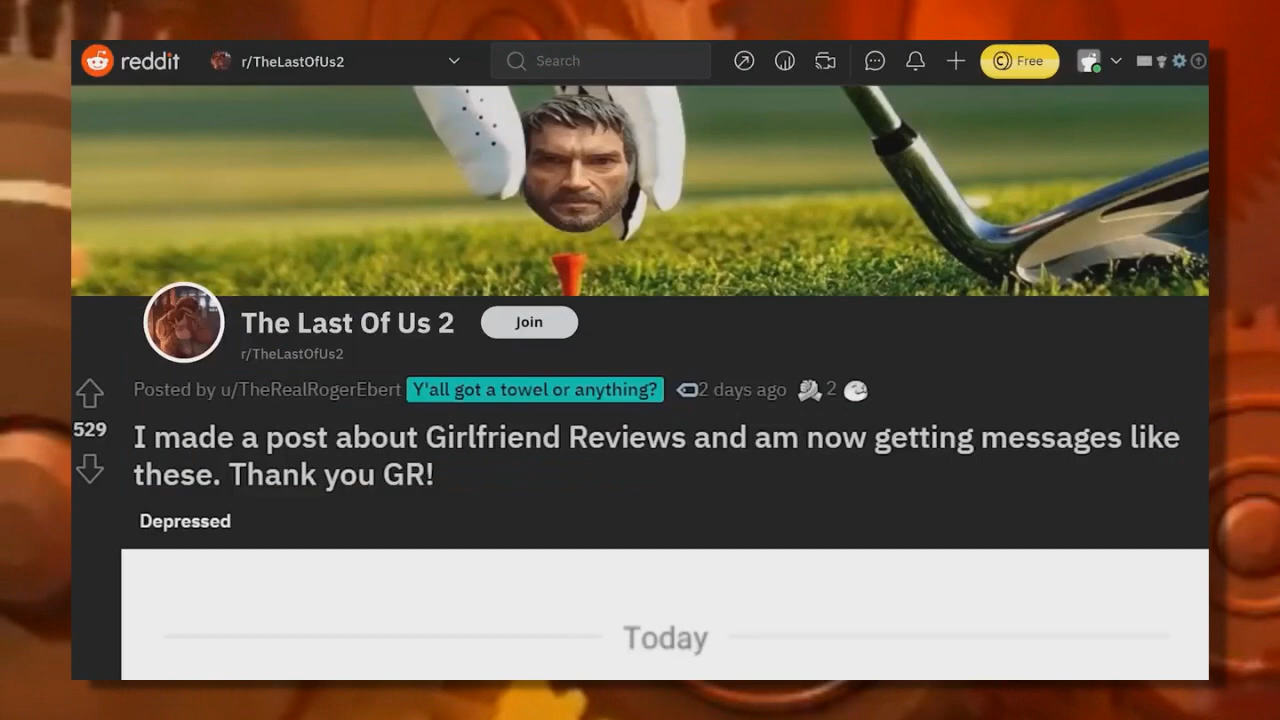 reddit r/TheLastOfUs2 Search Free
The Last Of Us 2 Join
r/TheLastOfUs2
Posted by u/TheRealRogerEbert Y'all got a towel or anything? 2 days ago 2
529
I made a post about Girlfriend Reviews and am now getting messages like
these. Thank you GR!
Depressed
Today